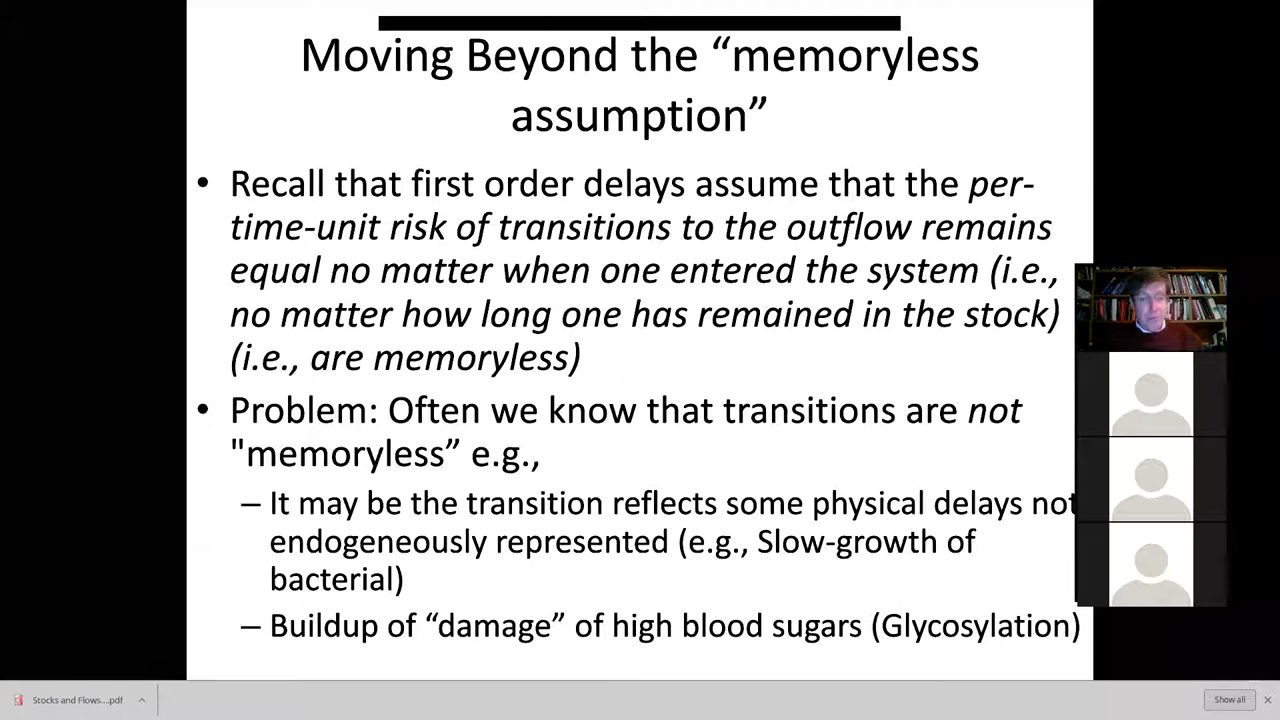 Moving Beyond the “memoryless
assumption”
• Recall that first order delays assume that the per-
time-unit risk of transitions to the outflow remains
equal no matter when one entered the system (i.e.,
no matter how long one has remained in the stock)
(i.e., are memoryless)
• Problem: Often we know that transitions are not
"memoryless” e.g.,
– It may be the transition reflects some physical delays not
endogeneously represented (e.g., Slow-growth of
bacterial)
– Buildup of “damage” of high blood sugars (Glycosylation)
Stocks and Flows....pdf
Show all